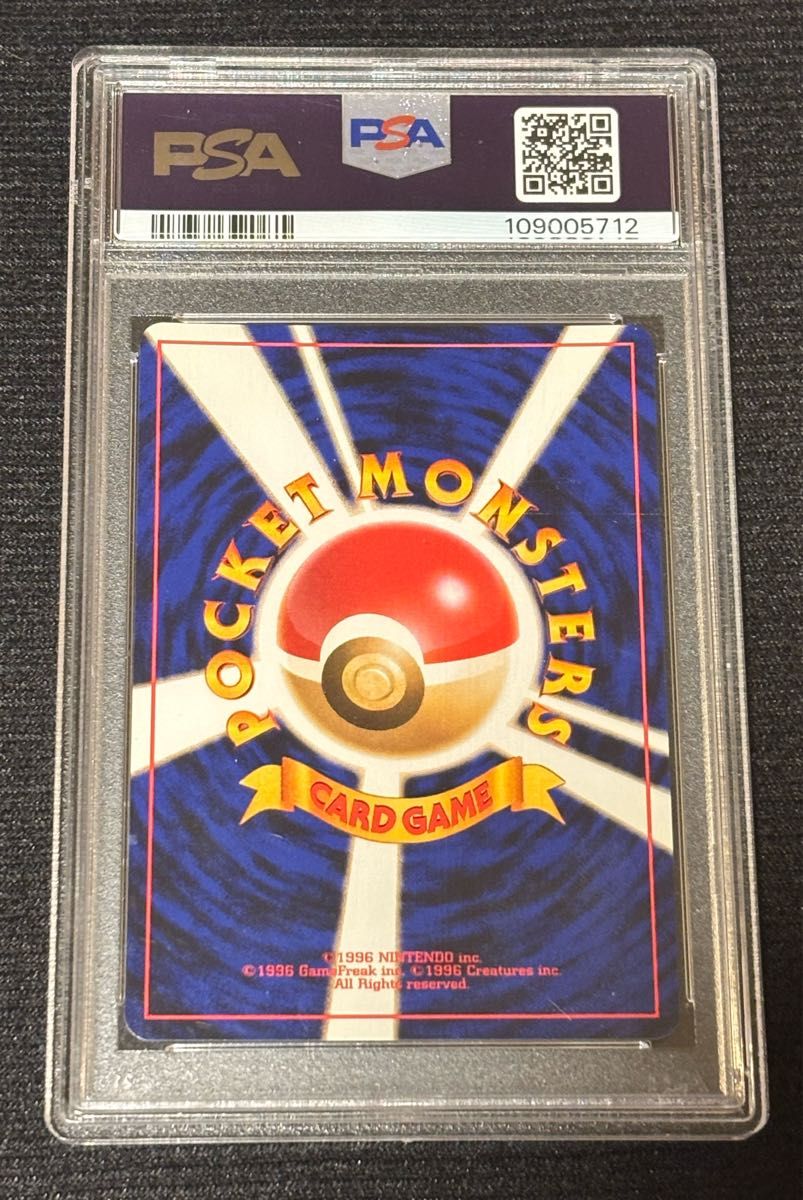 PSA
PSA
109005712
POCKET MONSTERS
CARD GAME
©1996 NINTENDO inc.
©1996 GameFreak inc. ©1996 Creatures inc.
All Rights reserved.